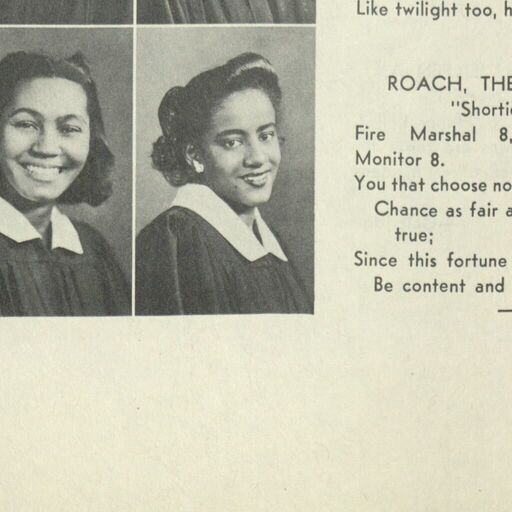 Like twilight too, h
ROACH, THE
"Shortie
Fire Marshal 8,
Monitor 8.
You that choose no
Chance as fair a
true;
Since this fortune
Be content and